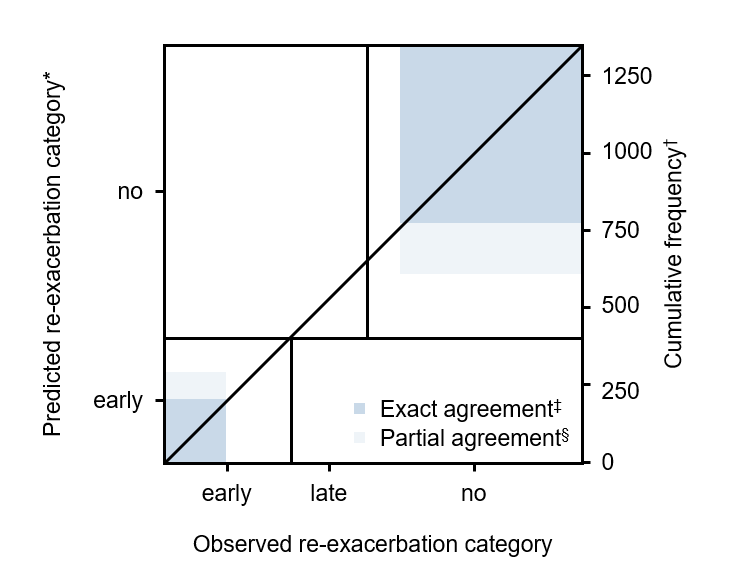 Predicted re-exacerbation category*
no
early
1250
1000
750
500
250
0
Cumulative frequency†
Exact agreement‡
Partial agreement§
early late no
Observed re-exacerbation category